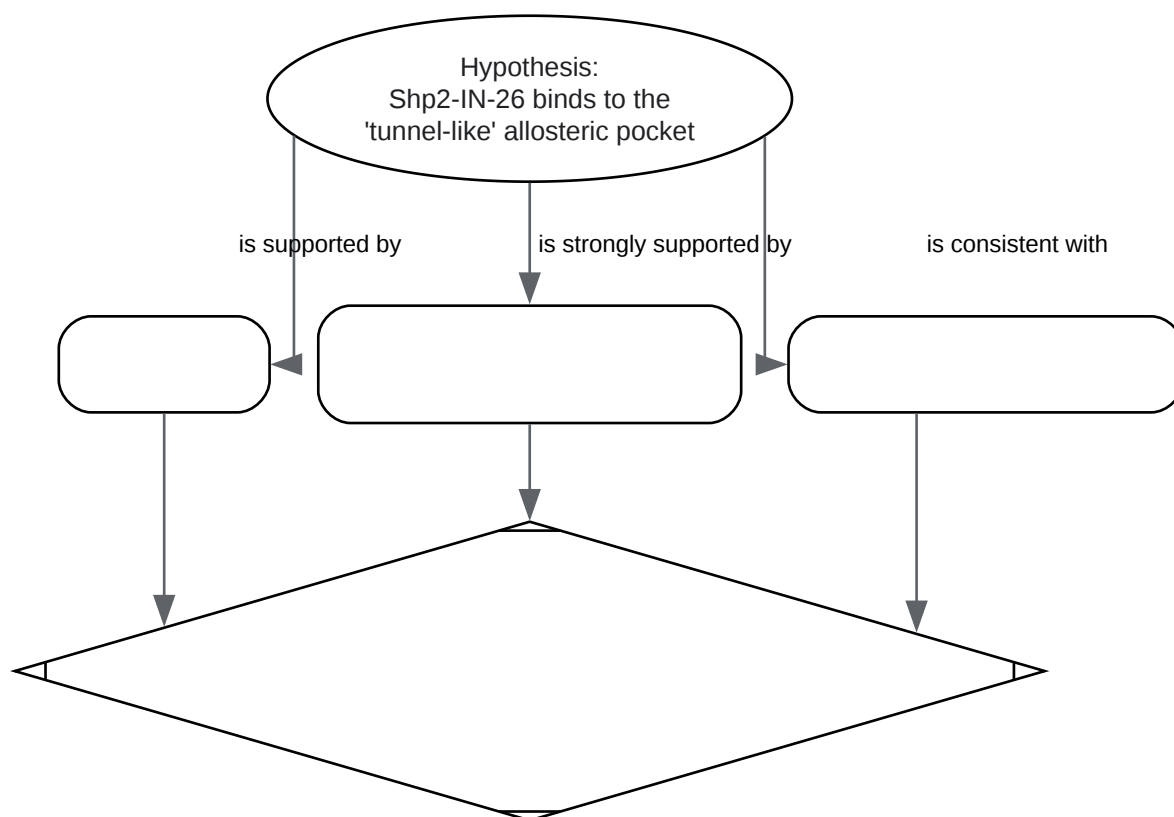 Hypothesis:
Shp2-IN-26 binds to the
'tunnel-like' allosteric pocket
is supported by
is strongly supported by
is consistent with